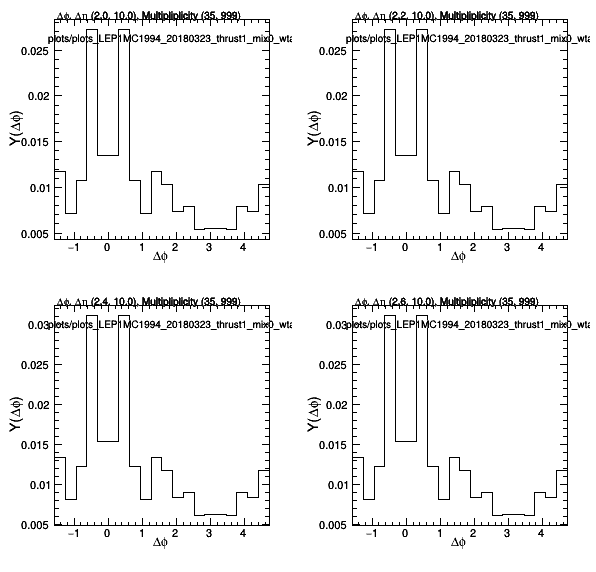 Δϕ, Δη (2.0, 10.0), Multipliplicity (35, 999)
plots/plots_LEP1MC1994_20180323_thrust1_mix0_wta
Y(Δϕ)
0.025
0.02
0.015
0.01
0.005
−1 0 1 2 3 4
Δϕ
Δϕ, Δη (2.2, 10.0), Multipliplicity (35, 999)
plots/plots_LEP1MC1994_20180323_thrust1_mix0_wta
Y(Δϕ)
0.025
0.02
0.015
0.01
0.005
−1 0 1 2 3 4
Δϕ
Δϕ, Δη (2.4, 10.0), Multipliplicity (35, 999)
plots/plots_LEP1MC1994_20180323_thrust1_mix0_wta
Y(Δϕ)
0.03
0.025
0.02
0.015
0.01
0.005
−1 0 1 2 3 4
Δϕ
Δϕ, Δη (2.6, 10.0), Multipliplicity (35, 999)
plots/plots_LEP1MC1994_20180323_thrust1_mix0_wta
Y(Δϕ)
0.03
0.025
0.02
0.015
0.01
0.005
−1 0 1 2 3 4
Δϕ